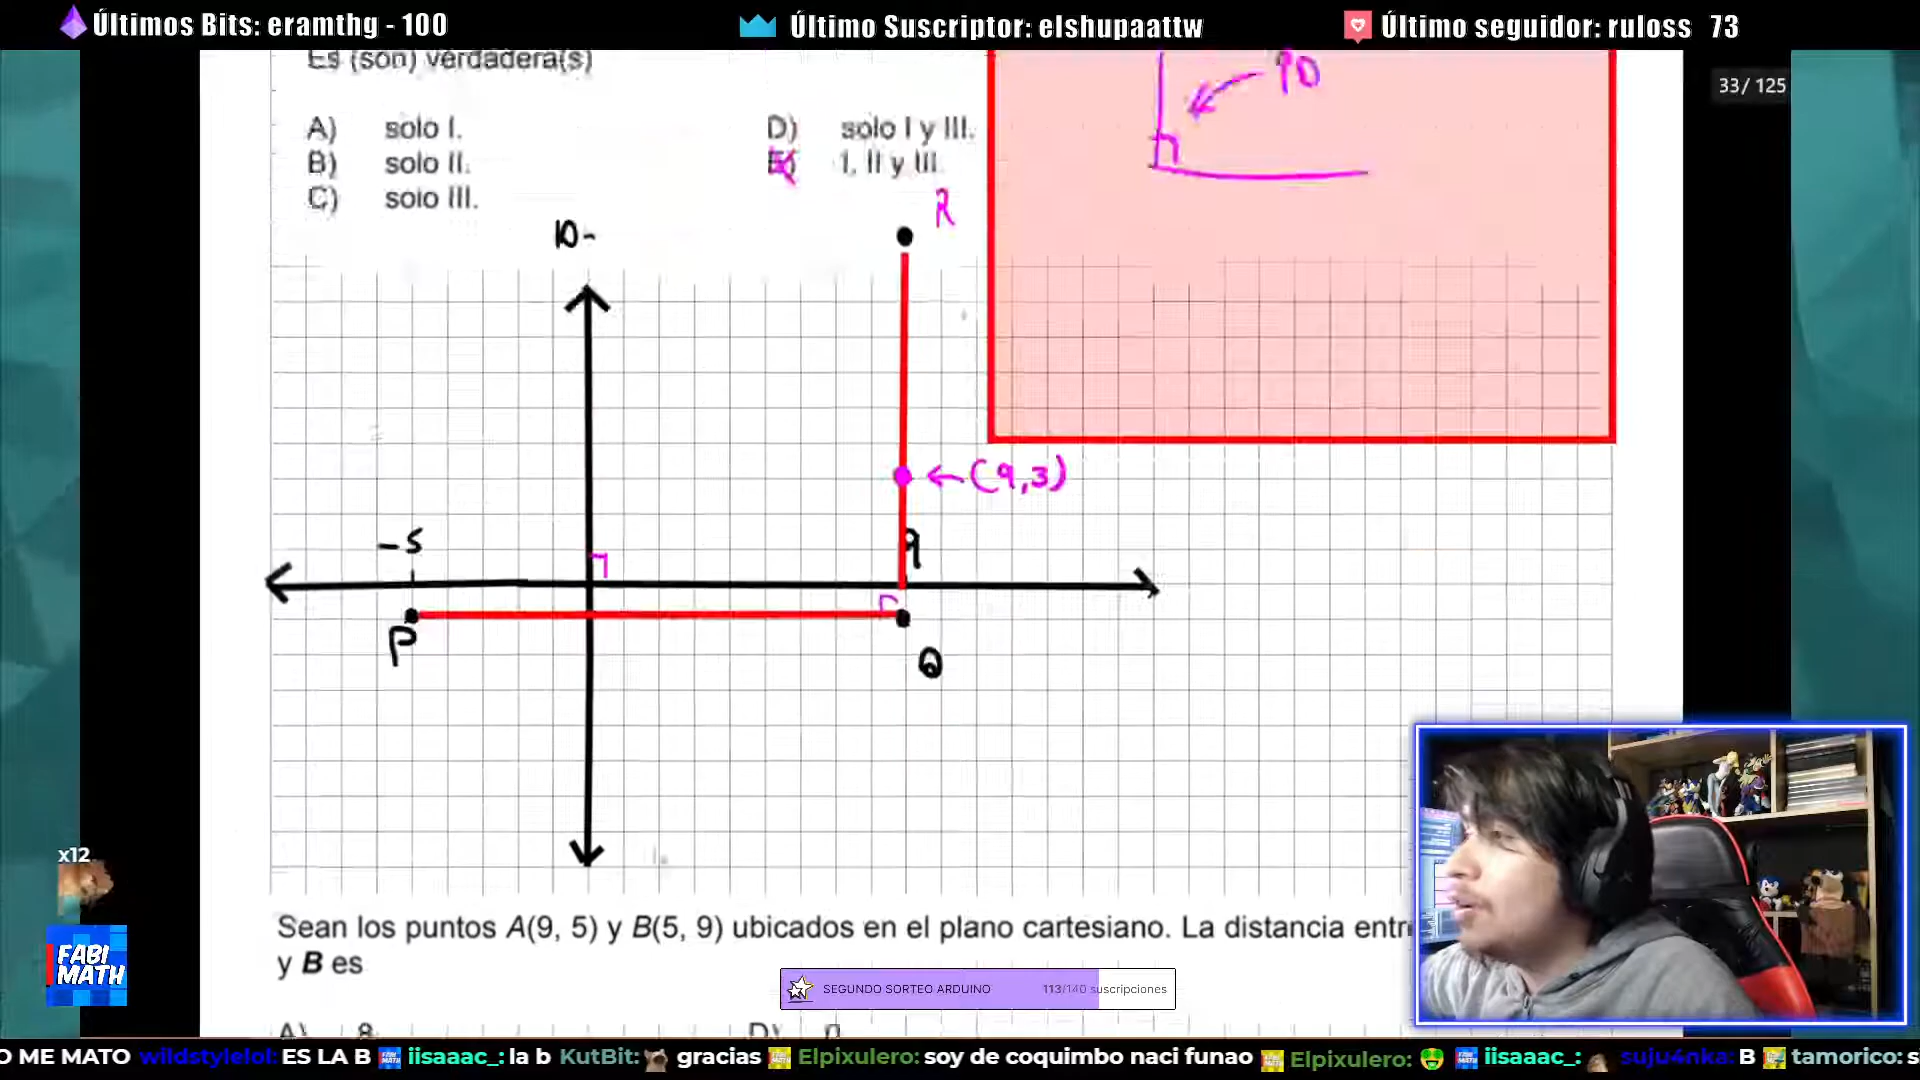 Últimos Bits: eramthg - 100
Último Suscriptor: elshupaattw
Último seguidor: ruloss 73
33/ 125
Es (son) verdadera(s)
A) solo I.
B) solo II.
C) solo III.
D) solo I y III.
E) I, II y III.
90
R
10-
←(9,3)
-5
9
P
Q
Sean los puntos A(9, 5) y B(5, 9) ubicados en el plano cartesiano. La distancia entr
y B es
A) 8
D)
SEGUNDO SORTEO ARDUINO 113/140 suscripciones
x12
FABI
MATH
O ME MATO wildstylelol: ES LA B iisaaac_: la b KutBit: gracias Elpixulero: soy de coquimbo naci funao Elpixulero: iisaaac_: suju4nka: B tamorico: s